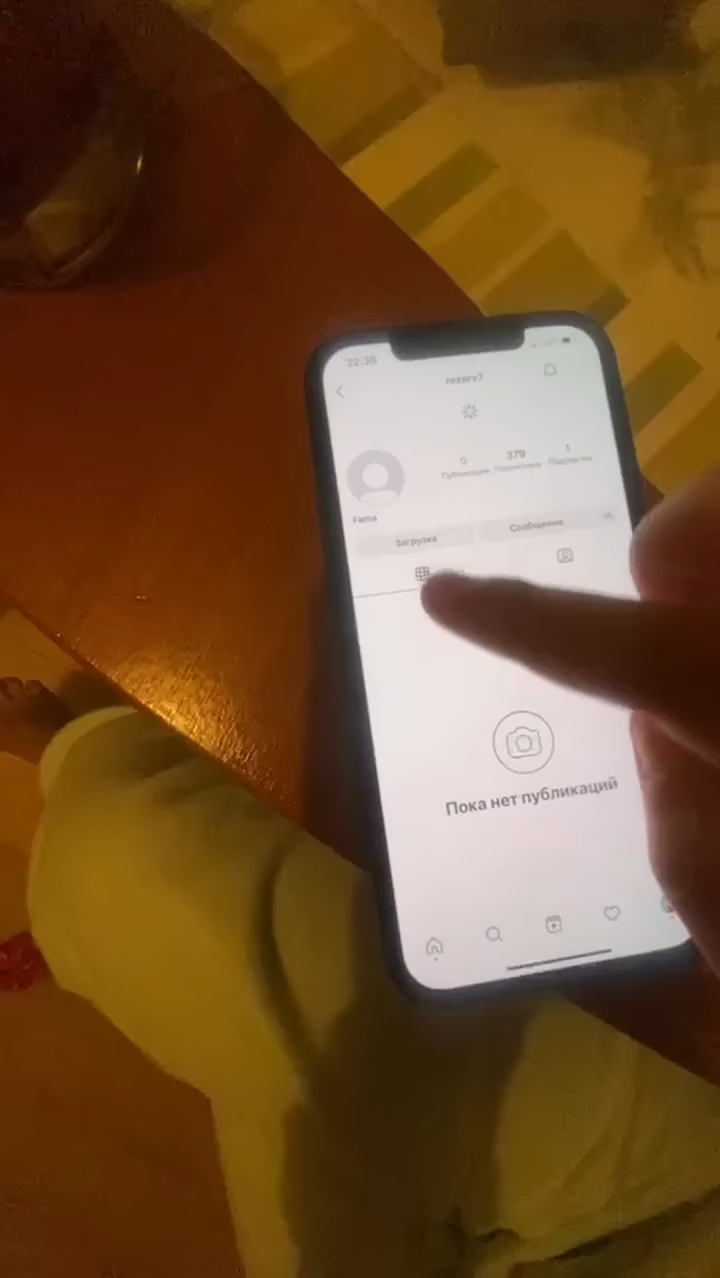 22:35
rezerv7
0 379 1
Публикации Подписчики Подписки
Fama
Загрузка Сообщение
Пока нет публикаций